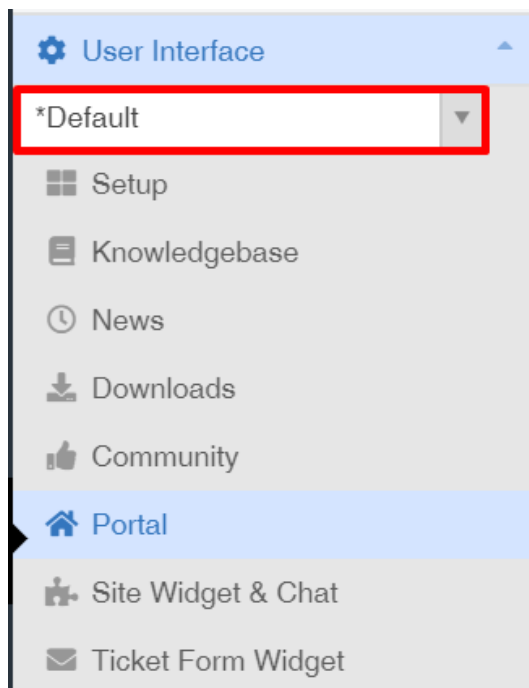 User Interface
*Default
Setup
Knowledgebase
News
Downloads
Community
Portal
Site Widget & Chat
Ticket Form Widget